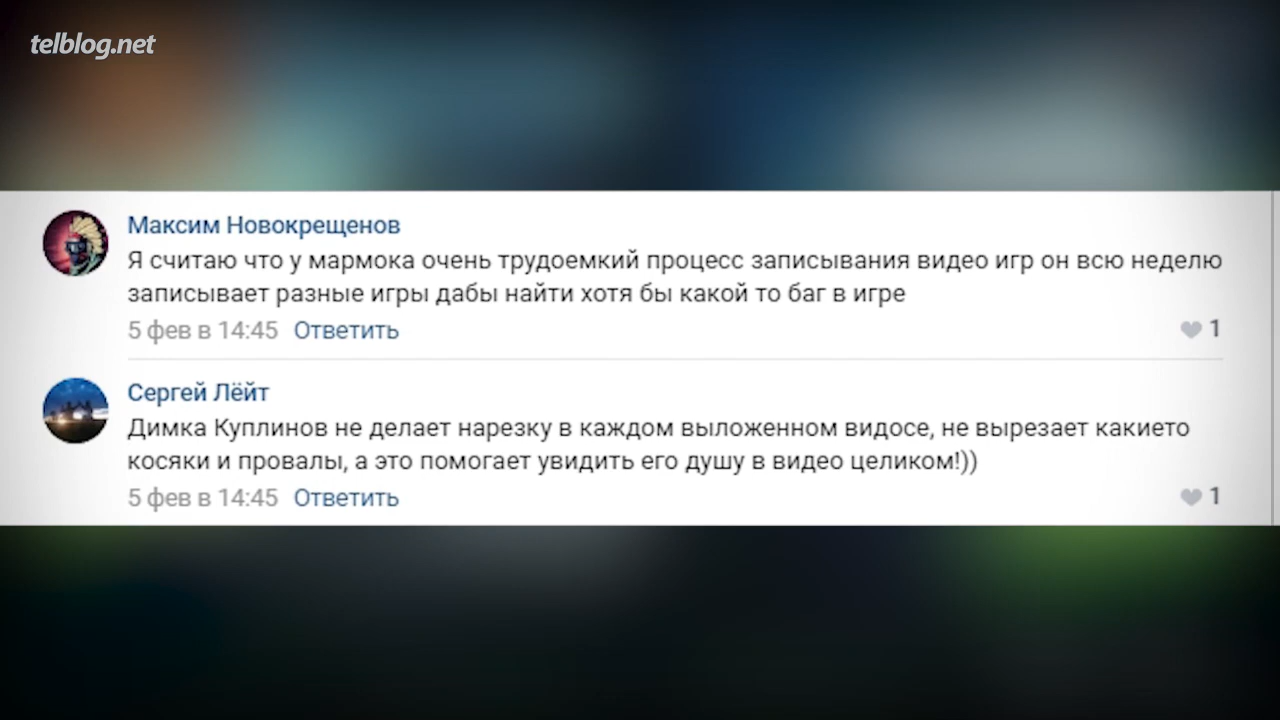 telblog.net
Максим Новокрещенов
Я считаю что у мармока очень трудоемкий процесс записывания видео игр он всю неделю
записывает разные игры дабы найти хотя бы какой то баг в игре
5 фев в 14:45 Ответить 1
Сергей Лёйт
Димка Куплинов не делает нарезку в каждом выложенном видосе, не вырезает какието
косяки и провалы, а это помогает увидить его душу в видео целиком!))
5 фев в 14:45 Ответить 1